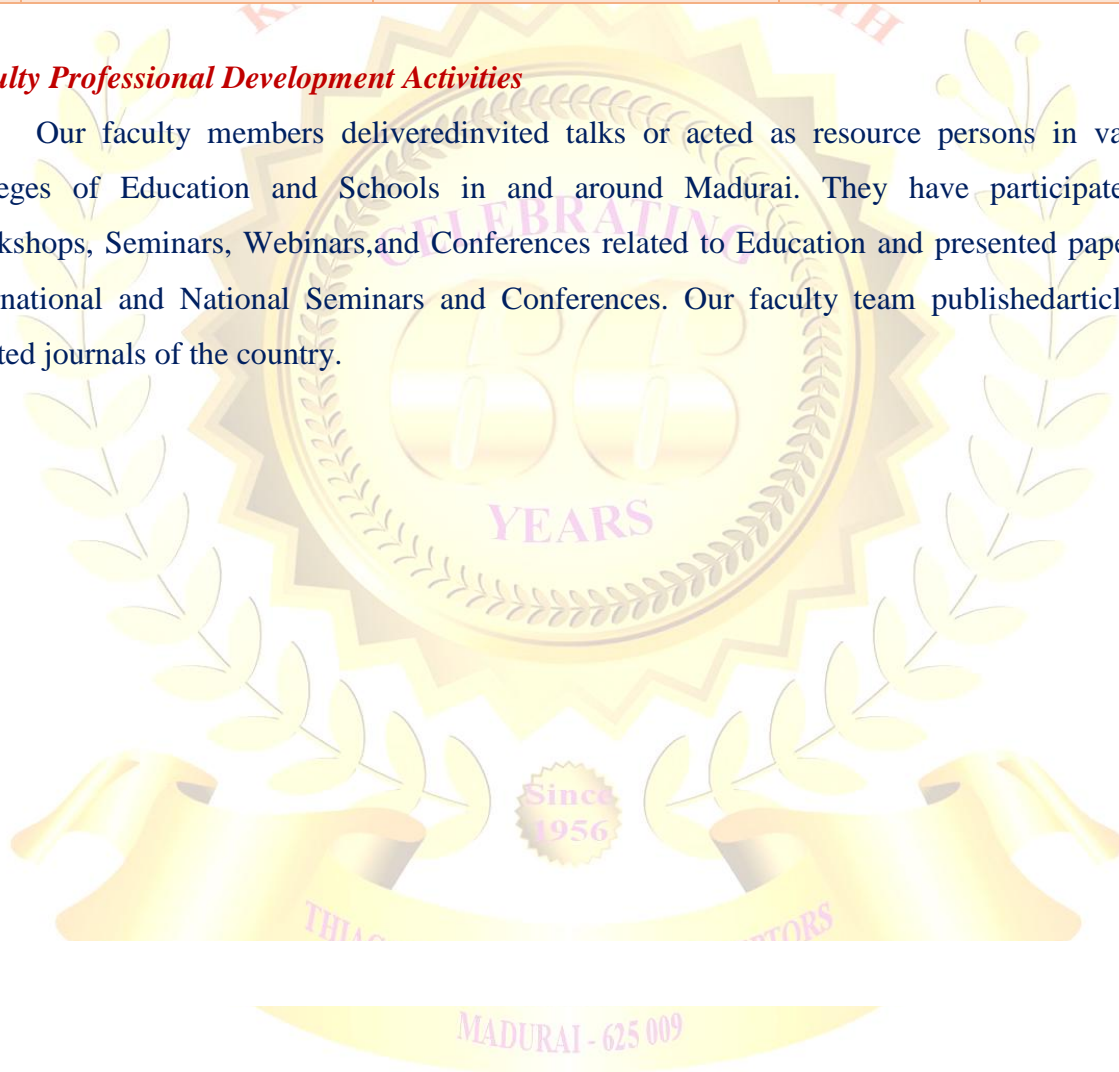 ulty Professional Development Activities
Our faculty members deliveredinvited talks or acted as resource persons in va
eges of Education and Schools in and around Madurai. They have participate
kshops, Seminars, Webinars,and Conferences related to Education and presented pape
national and National Seminars and Conferences. Our faculty team publishedarticl
ted journals of the country.
CELEBRATING
66
YEARS
Since
1956
MADURAI - 625 009